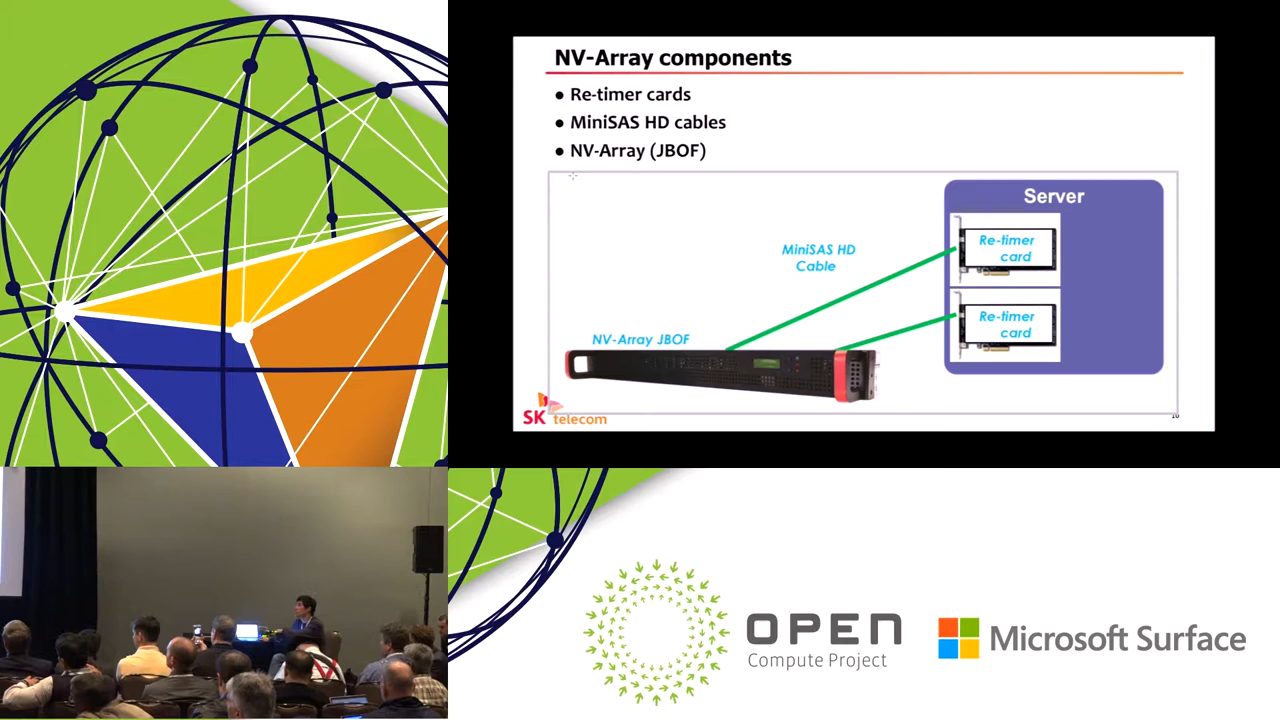 NV-Array components
● Re-timer cards
● MiniSAS HD cables
● NV-Array (JBOF)
Server
Re-timer
card
MiniSAS HD
Cable
Re-timer
card
NV-Array JBOF
SK telecom
OPEN
Compute Project
Microsoft Surface